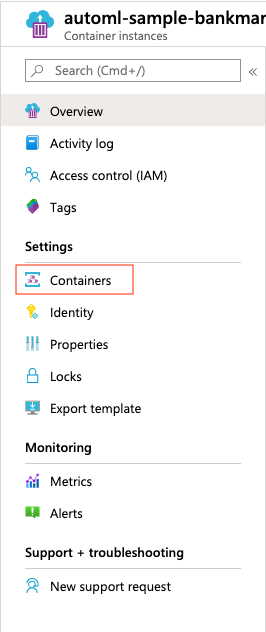 automl-sample-bankmar
Container instances
Search (Cmd+/)
«
Overview
Activity log
Access control (IAM)
Tags
Settings
Containers
Identity
Properties
Locks
Export template
Monitoring
Metrics
Alerts
Support + troubleshooting
New support request